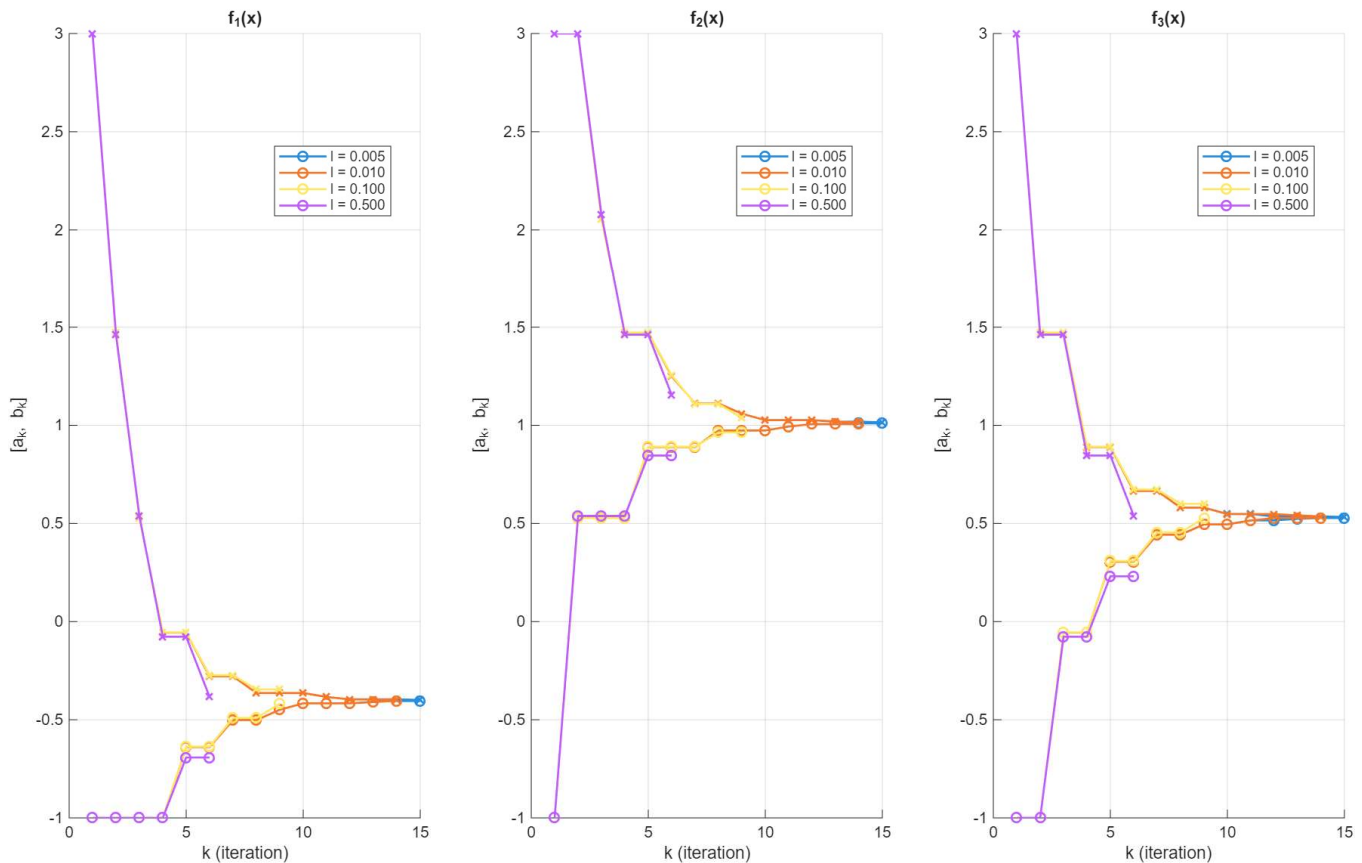 f₁(x)
3
2.5
2
1.5
1
0.5
0
-0.5
-1
0
5
10
15
[aₖ, bₖ]
k (iteration)
l = 0.005
l = 0.010
l = 0.100
l = 0.500
f₂(x)
3
2.5
2
1.5
1
0.5
0
-0.5
-1
0
5
10
15
[aₖ, bₖ]
k (iteration)
l = 0.005
l = 0.010
l = 0.100
l = 0.500
f₃(x)
3
2.5
2
1.5
1
0.5
0
-0.5
-1
0
5
10
15
[aₖ, bₖ]
k (iteration)
l = 0.005
l = 0.010
l = 0.100
l = 0.500